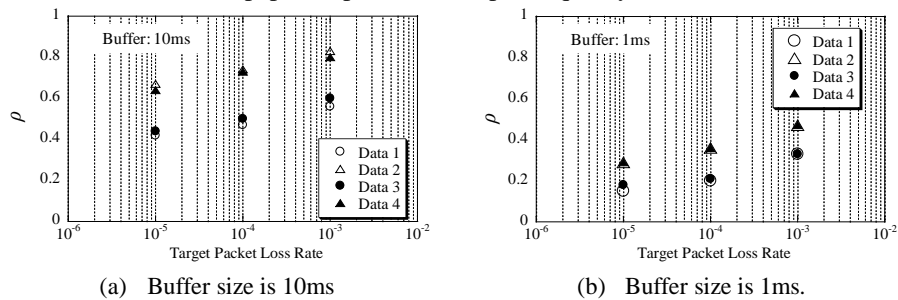 Buffer: 10ms
1
0.8
0.6
0.4
0.2
0
ρ
Data 1
Data 2
Data 3
Data 4
10-6
10-5
10-4
10-3
10-2
Target Packet Loss Rate
(a) Buffer size is 10ms
Buffer: 1ms
1
0.8
0.6
0.4
0.2
0
ρ
Data 1
Data 2
Data 3
Data 4
10-6
10-5
10-4
10-3
10-2
Target Packet Loss Rate
(b) Buffer size is 1ms.